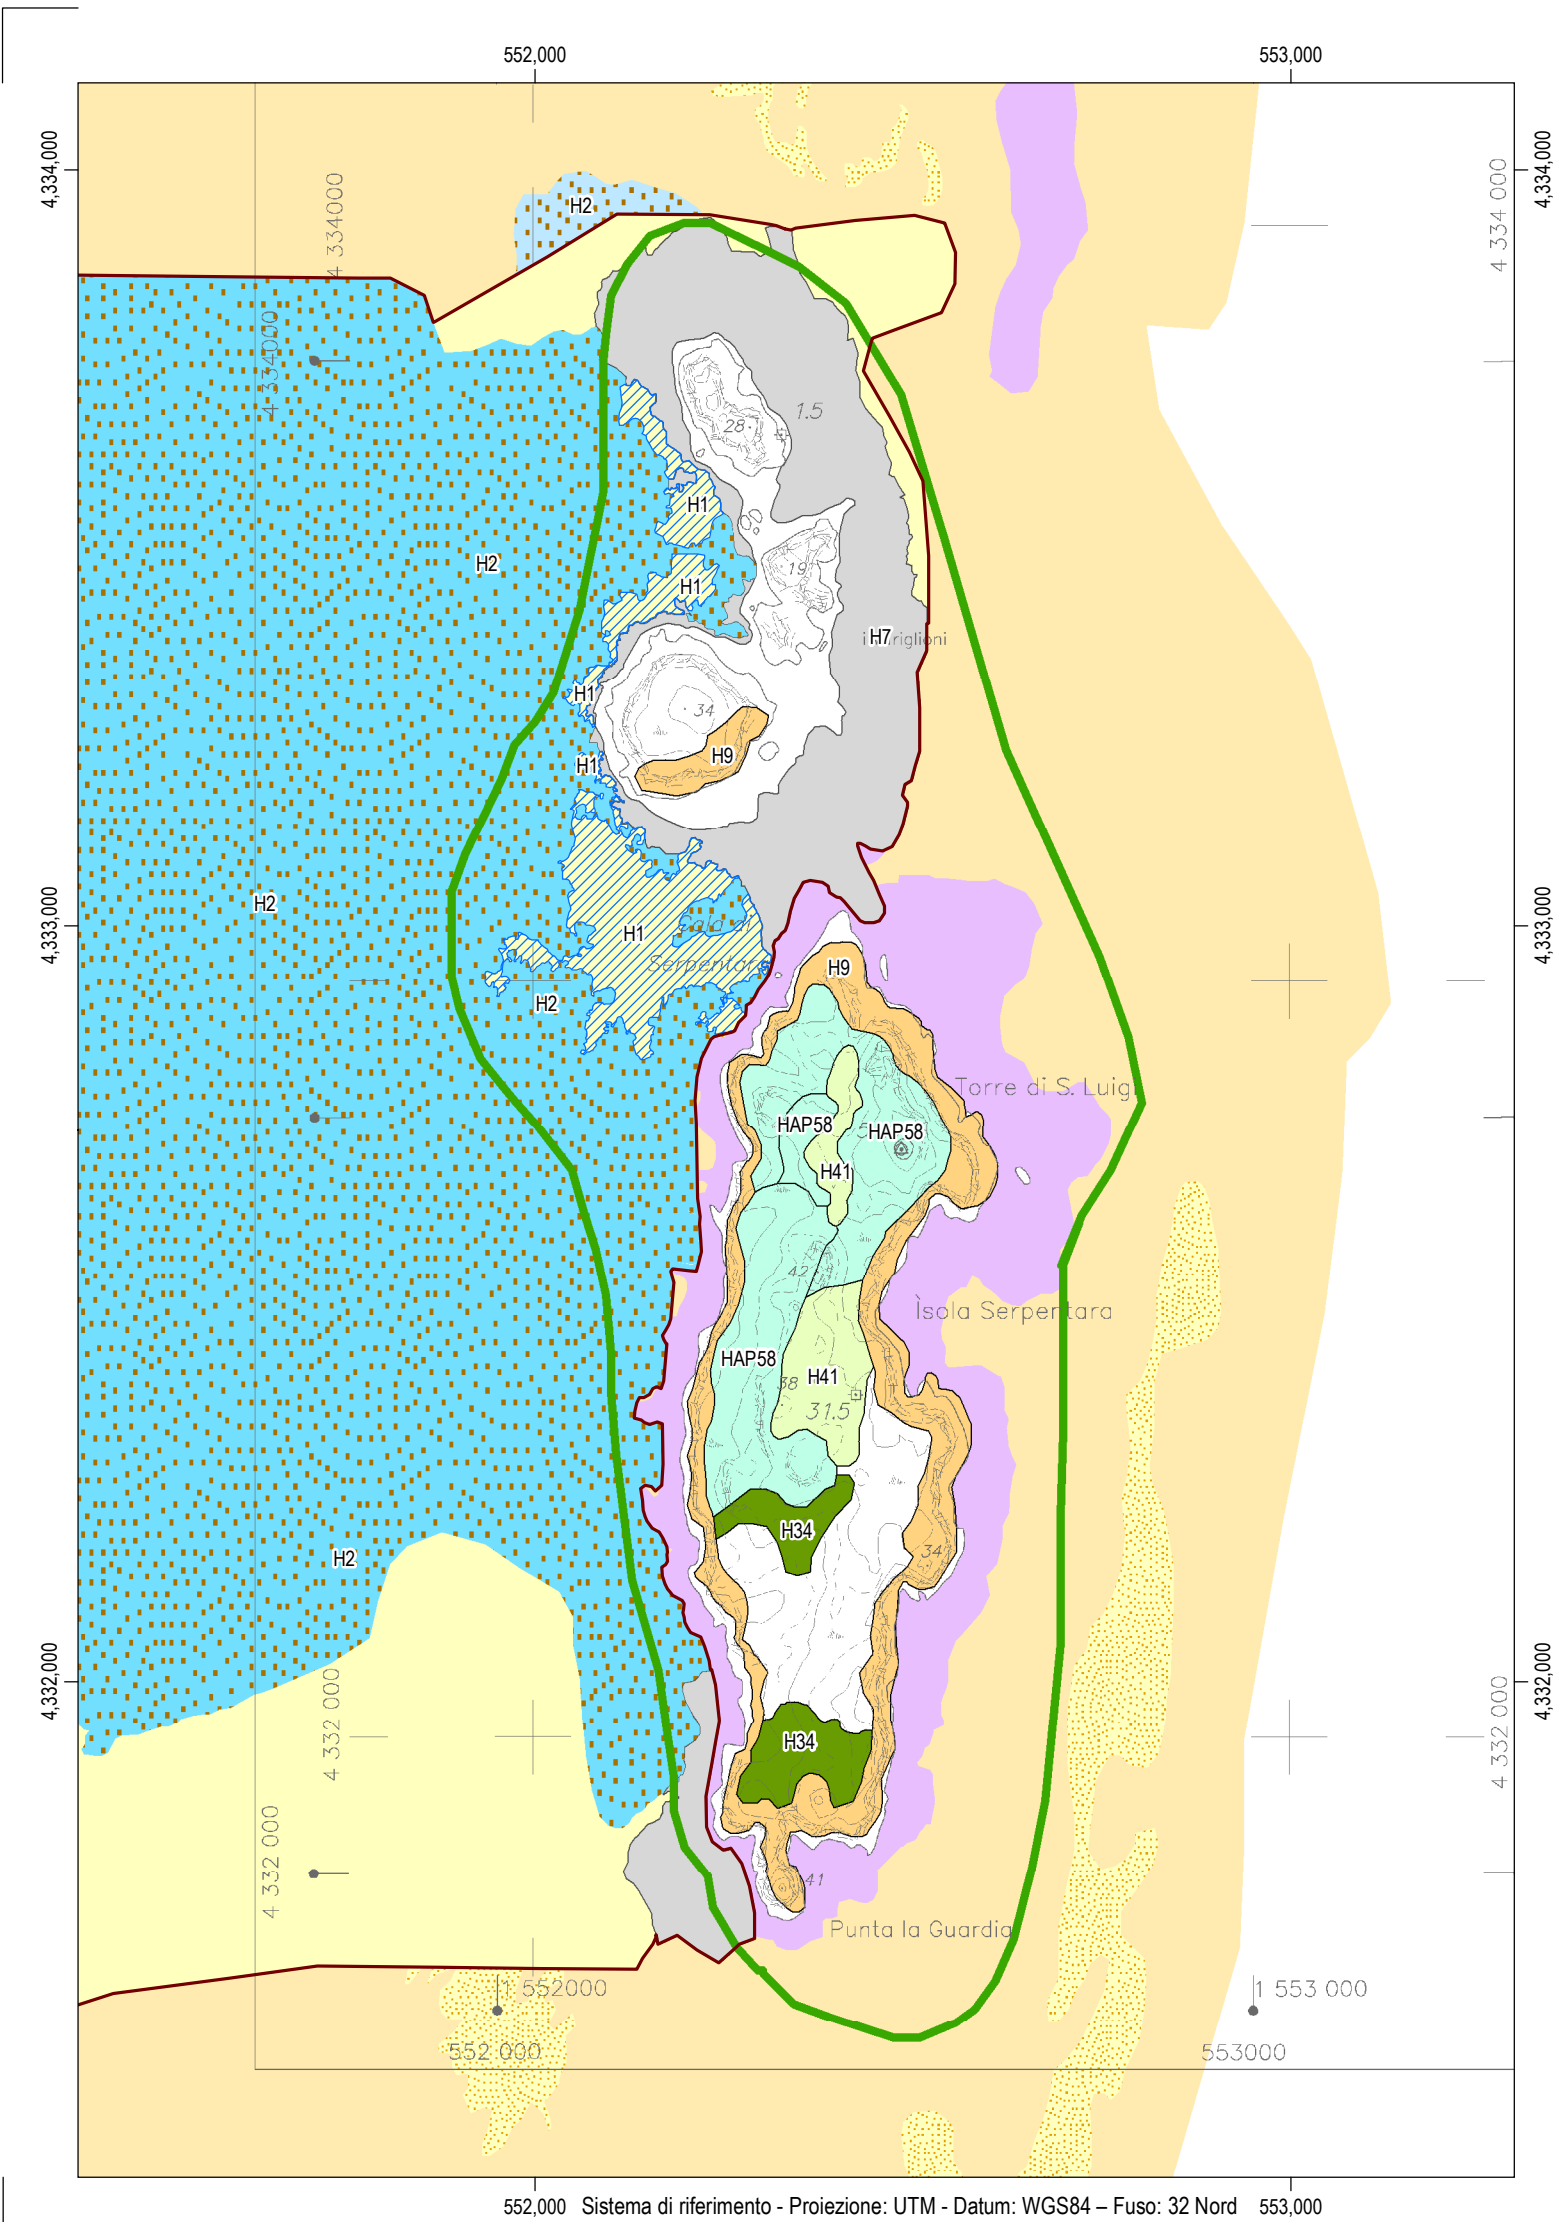 552,000 553,000
4,334,000
4,334,000
4 334000
4 334 000
H2
4 334000
1.5
28
H1
H2
19
H1
H7
H1
34
H9
H1
H2
4,333,000
4,333,000
Cala di
H1
Serpentara
H9
H2
Torre di S. Luigi
HAP58
HAP58
H41
42
Ìsola Serpentara
HAP58
H41
38
31.5
H34
34
H2
4,332,000
4,332,000
4 332 000
4 332 000
H34
4 332 000
41
Punta la Guardia
1 552000
1 553 000
552 000
553000
552,000 Sistema di riferimento - Proiezione: UTM - Datum: WGS84 – Fuso: 32 Nord 553,000